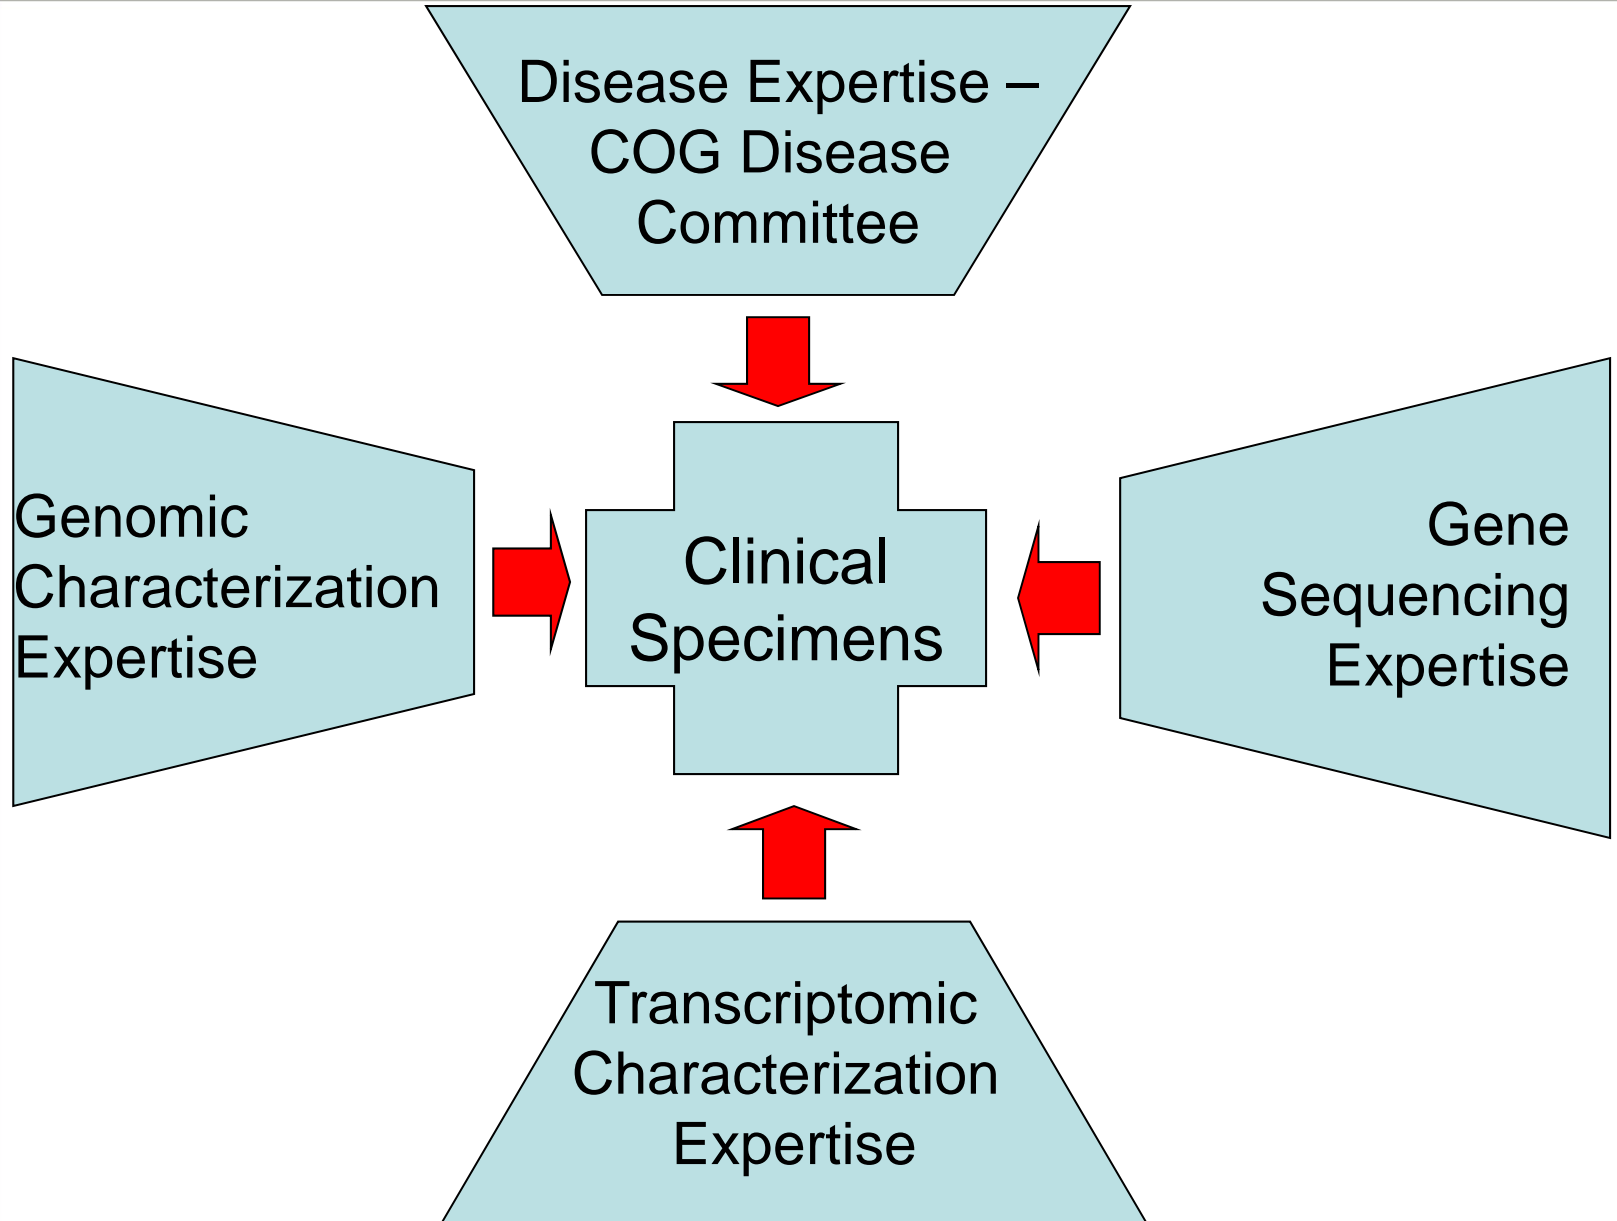 Disease Expertise –
COG Disease
Committee
Genomic
Characterization
Expertise
Clinical
Specimens
Gene
Sequencing
Expertise
Transcriptomic
Characterization
Expertise